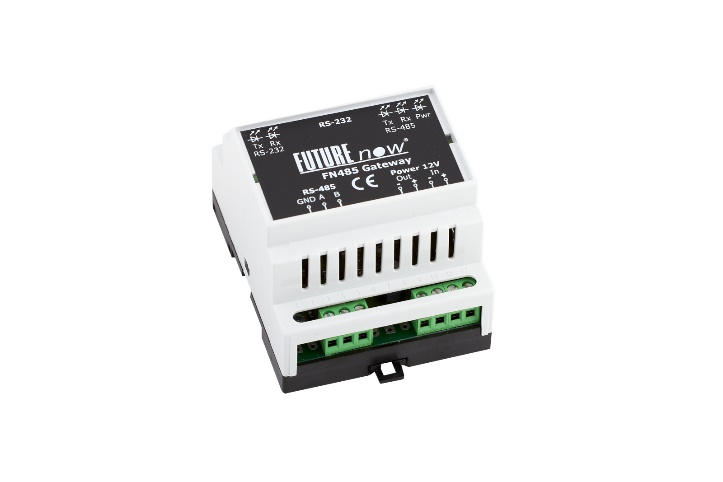 RS-232
Tx Rx
RS-232
Tx Rx Pwr
RS-485
FUTURE now®
FN485 Gateway
RS-485
GND A B
CE
Power 12V
Out In
- + - +